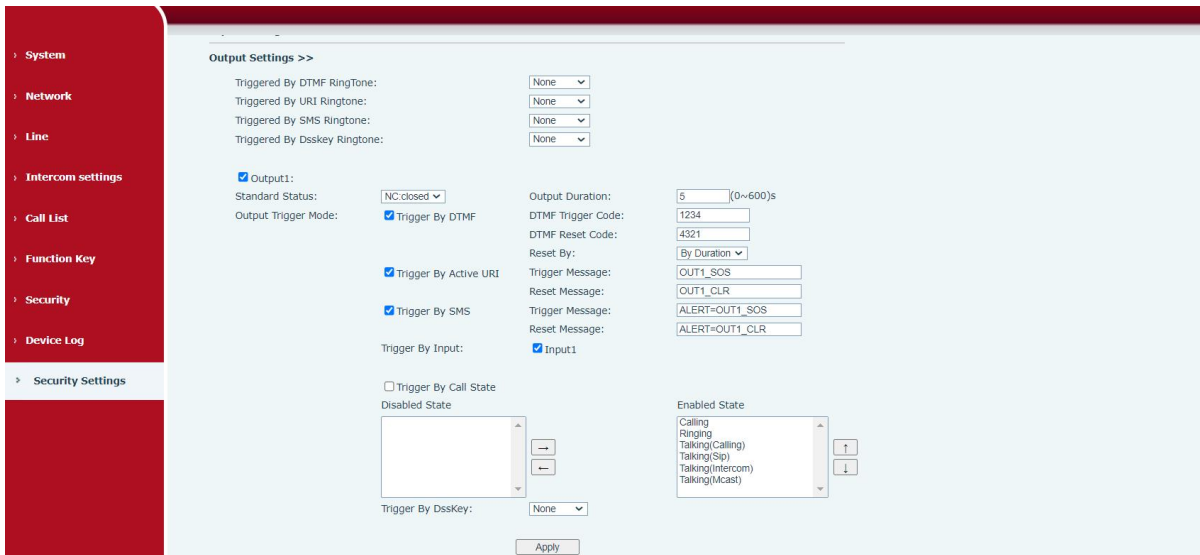 System
Network
Line
Intercom settings
Call List
Function Key
Security
Device Log
Security Settings
Output Settings >>
Triggered By DTMF RingTone: None
Triggered By URI Ringtone: None
Triggered By SMS Ringtone: None
Triggered By Dsskey Ringtone: None
Output1:
Standard Status: NC:closed Output Duration: 5 (0~600)s
Output Trigger Mode: Trigger By DTMF DTMF Trigger Code: 1234
DTMF Reset Code: 4321
Reset By: By Duration
Trigger By Active URI Trigger Message: OUT1_SOS
Reset Message: OUT1_CLR
Trigger By SMS Trigger Message: ALERT=OUT1_SOS
Reset Message: ALERT=OUT1_CLR
Trigger By Input: Input1
Trigger By Call State
Disabled State Enabled State
Calling
Ringing
Talking(Calling)
Talking(Sip)
Talking(Intercom)
Talking(Mcast)
Trigger By DssKey: None
Apply